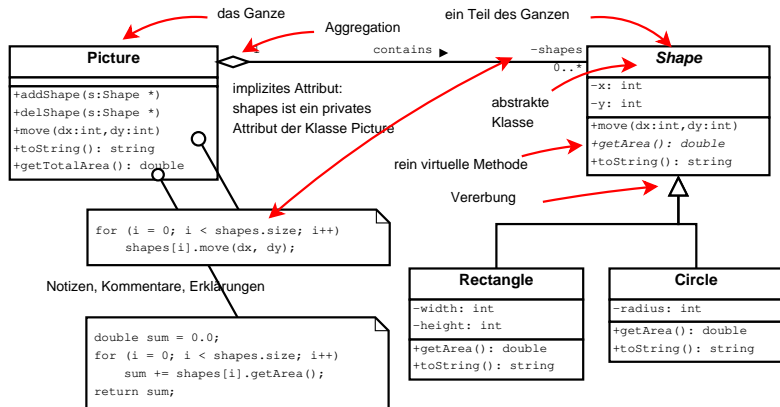 das Ganze
ein Teil des Ganzen
Aggregation
Picture
1
contains
−shapes
0..*
Shape
+addShape(s:Shape *)
+delShape(s:Shape *)
+move(dx:int,dy:int)
+toString(): string
+getTotalArea(): double
implizites Attribut:
shapes ist ein privates
Attribut der Klasse Picture
abstrakte
Klasse
−x: int
−y: int
+move(dx:int,dy:int)
+getArea(): double
+toString(): string
rein virtuelle Methode
Vererbung
for (i = 0; i < shapes.size; i++)
shapes[i].move(dx, dy);
Notizen, Kommentare, Erklärungen
double sum = 0.0;
for (i = 0; i < shapes.size; i++)
sum += shapes[i].getArea();
return sum;
Rectangle
−width: int
−height: int
+getArea(): double
+toString(): string
Circle
−radius: int
+getArea(): double
+toString(): string